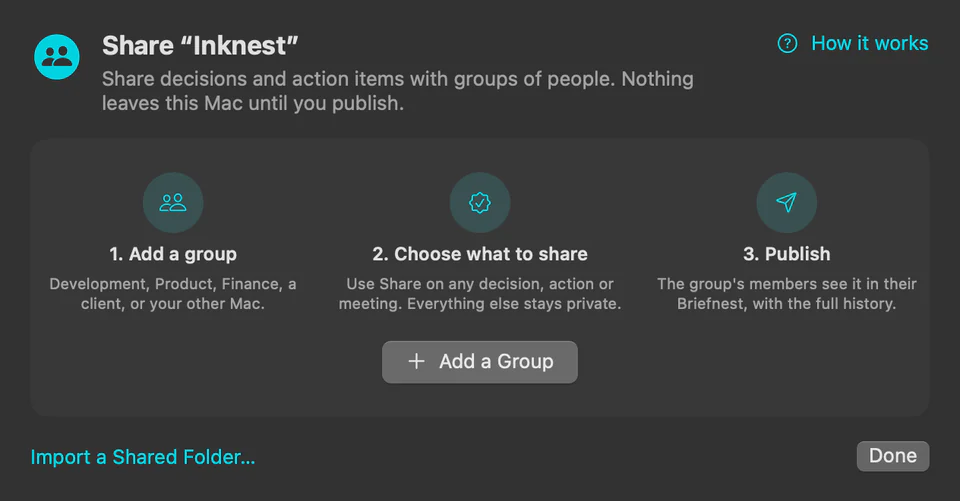 Share “Inknest”
How it works
Share decisions and action items with groups of people. Nothing
leaves this Mac until you publish.
1. Add a group
Development, Product, Finance, a
client, or your other Mac.
2. Choose what to share
Use Share on any decision, action or
meeting. Everything else stays private.
3. Publish
The group's members see it in their
Briefnest, with the full history.
+ Add a Group
Import a Shared Folder...
Done